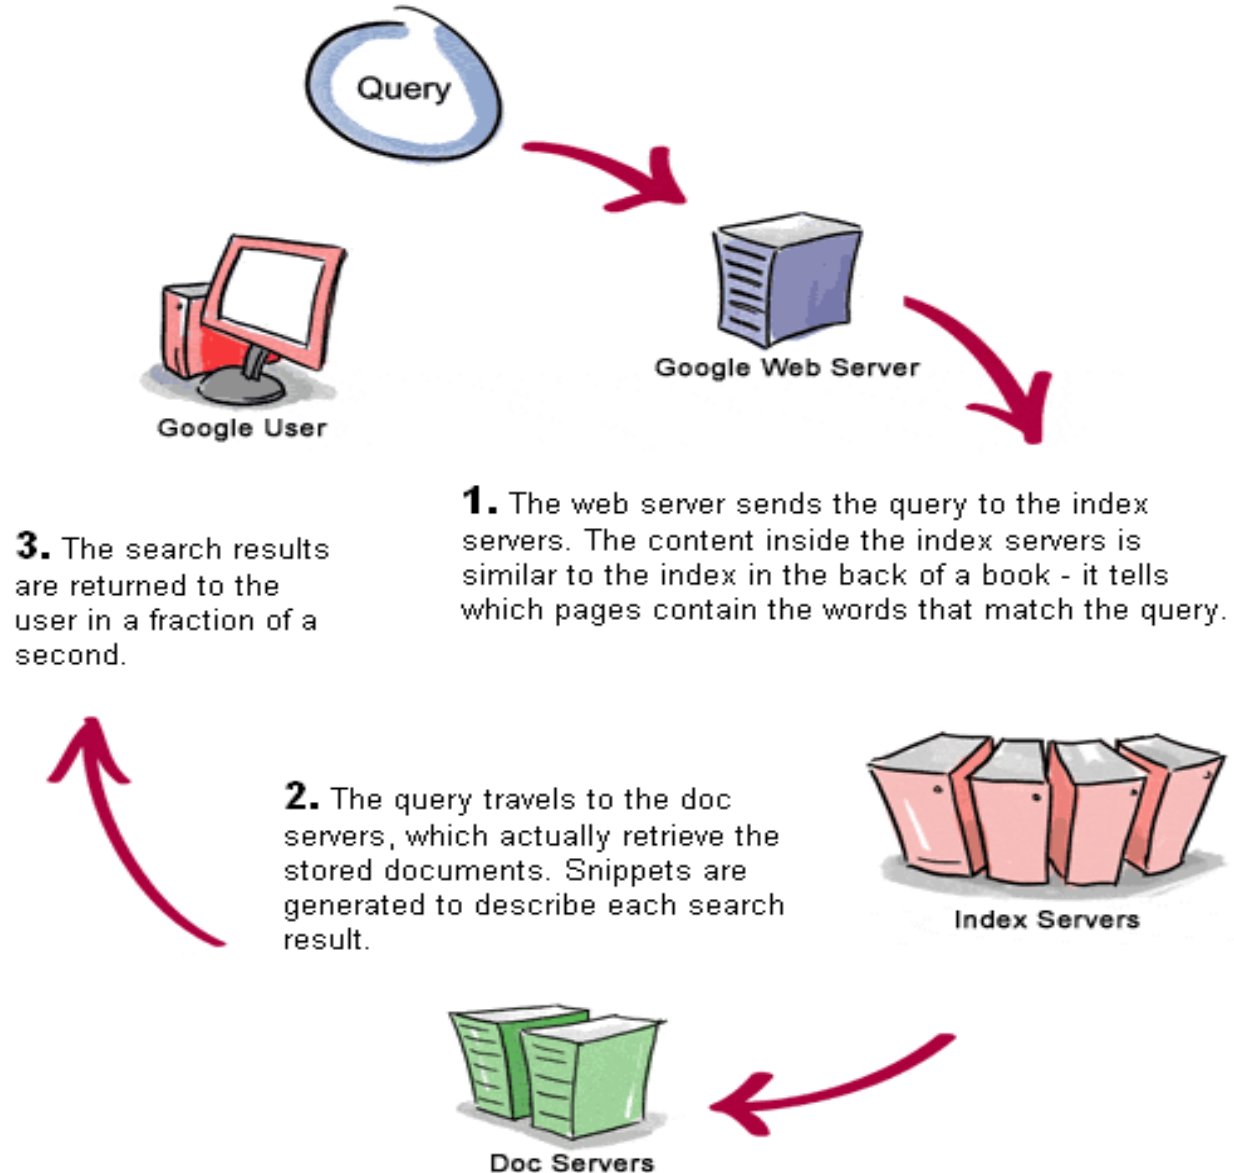 Query
Google Web Server
Google User
1. The web server sends the query to the index
servers. The content inside the index servers is
similar to the index in the back of a book - it tells
which pages contain the words that match the query.
3. The search results
are returned to the
user in a fraction of a
second.
2. The query travels to the doc
servers, which actually retrieve the
stored documents. Snippets are
generated to describe each search
result.
Index Servers
Doc Servers